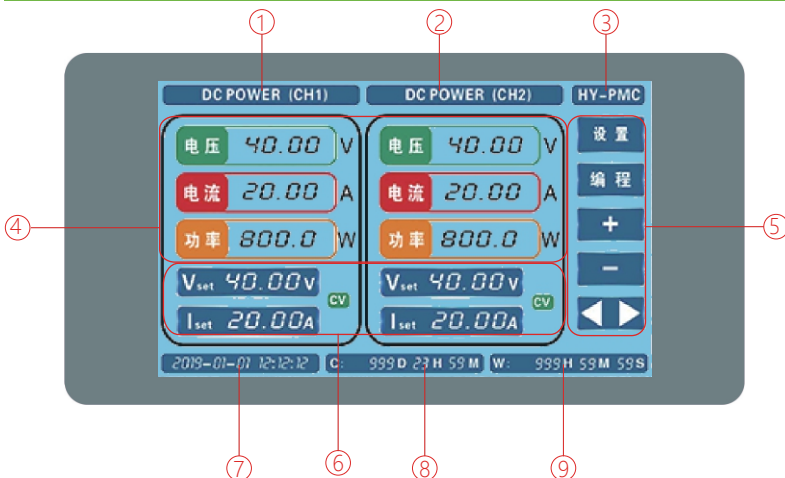 ① ② ③
DC POWER (CH1) DC POWER (CH2) HY-PMC
电压 40.00 V 电压 40.00 V 设置
电流 20.00 A 电流 20.00 A 编程
④ ⑤
功率 800.0 W 功率 800.0 W +
Vset 40.00V Vset 40.00V -
CV CV
Iset 20.00A Iset 20.00A
2019-01-01 12:12:12 C: 999D 23H 59M W: 999H 59M 59S
⑦ ⑥ ⑧ ⑨